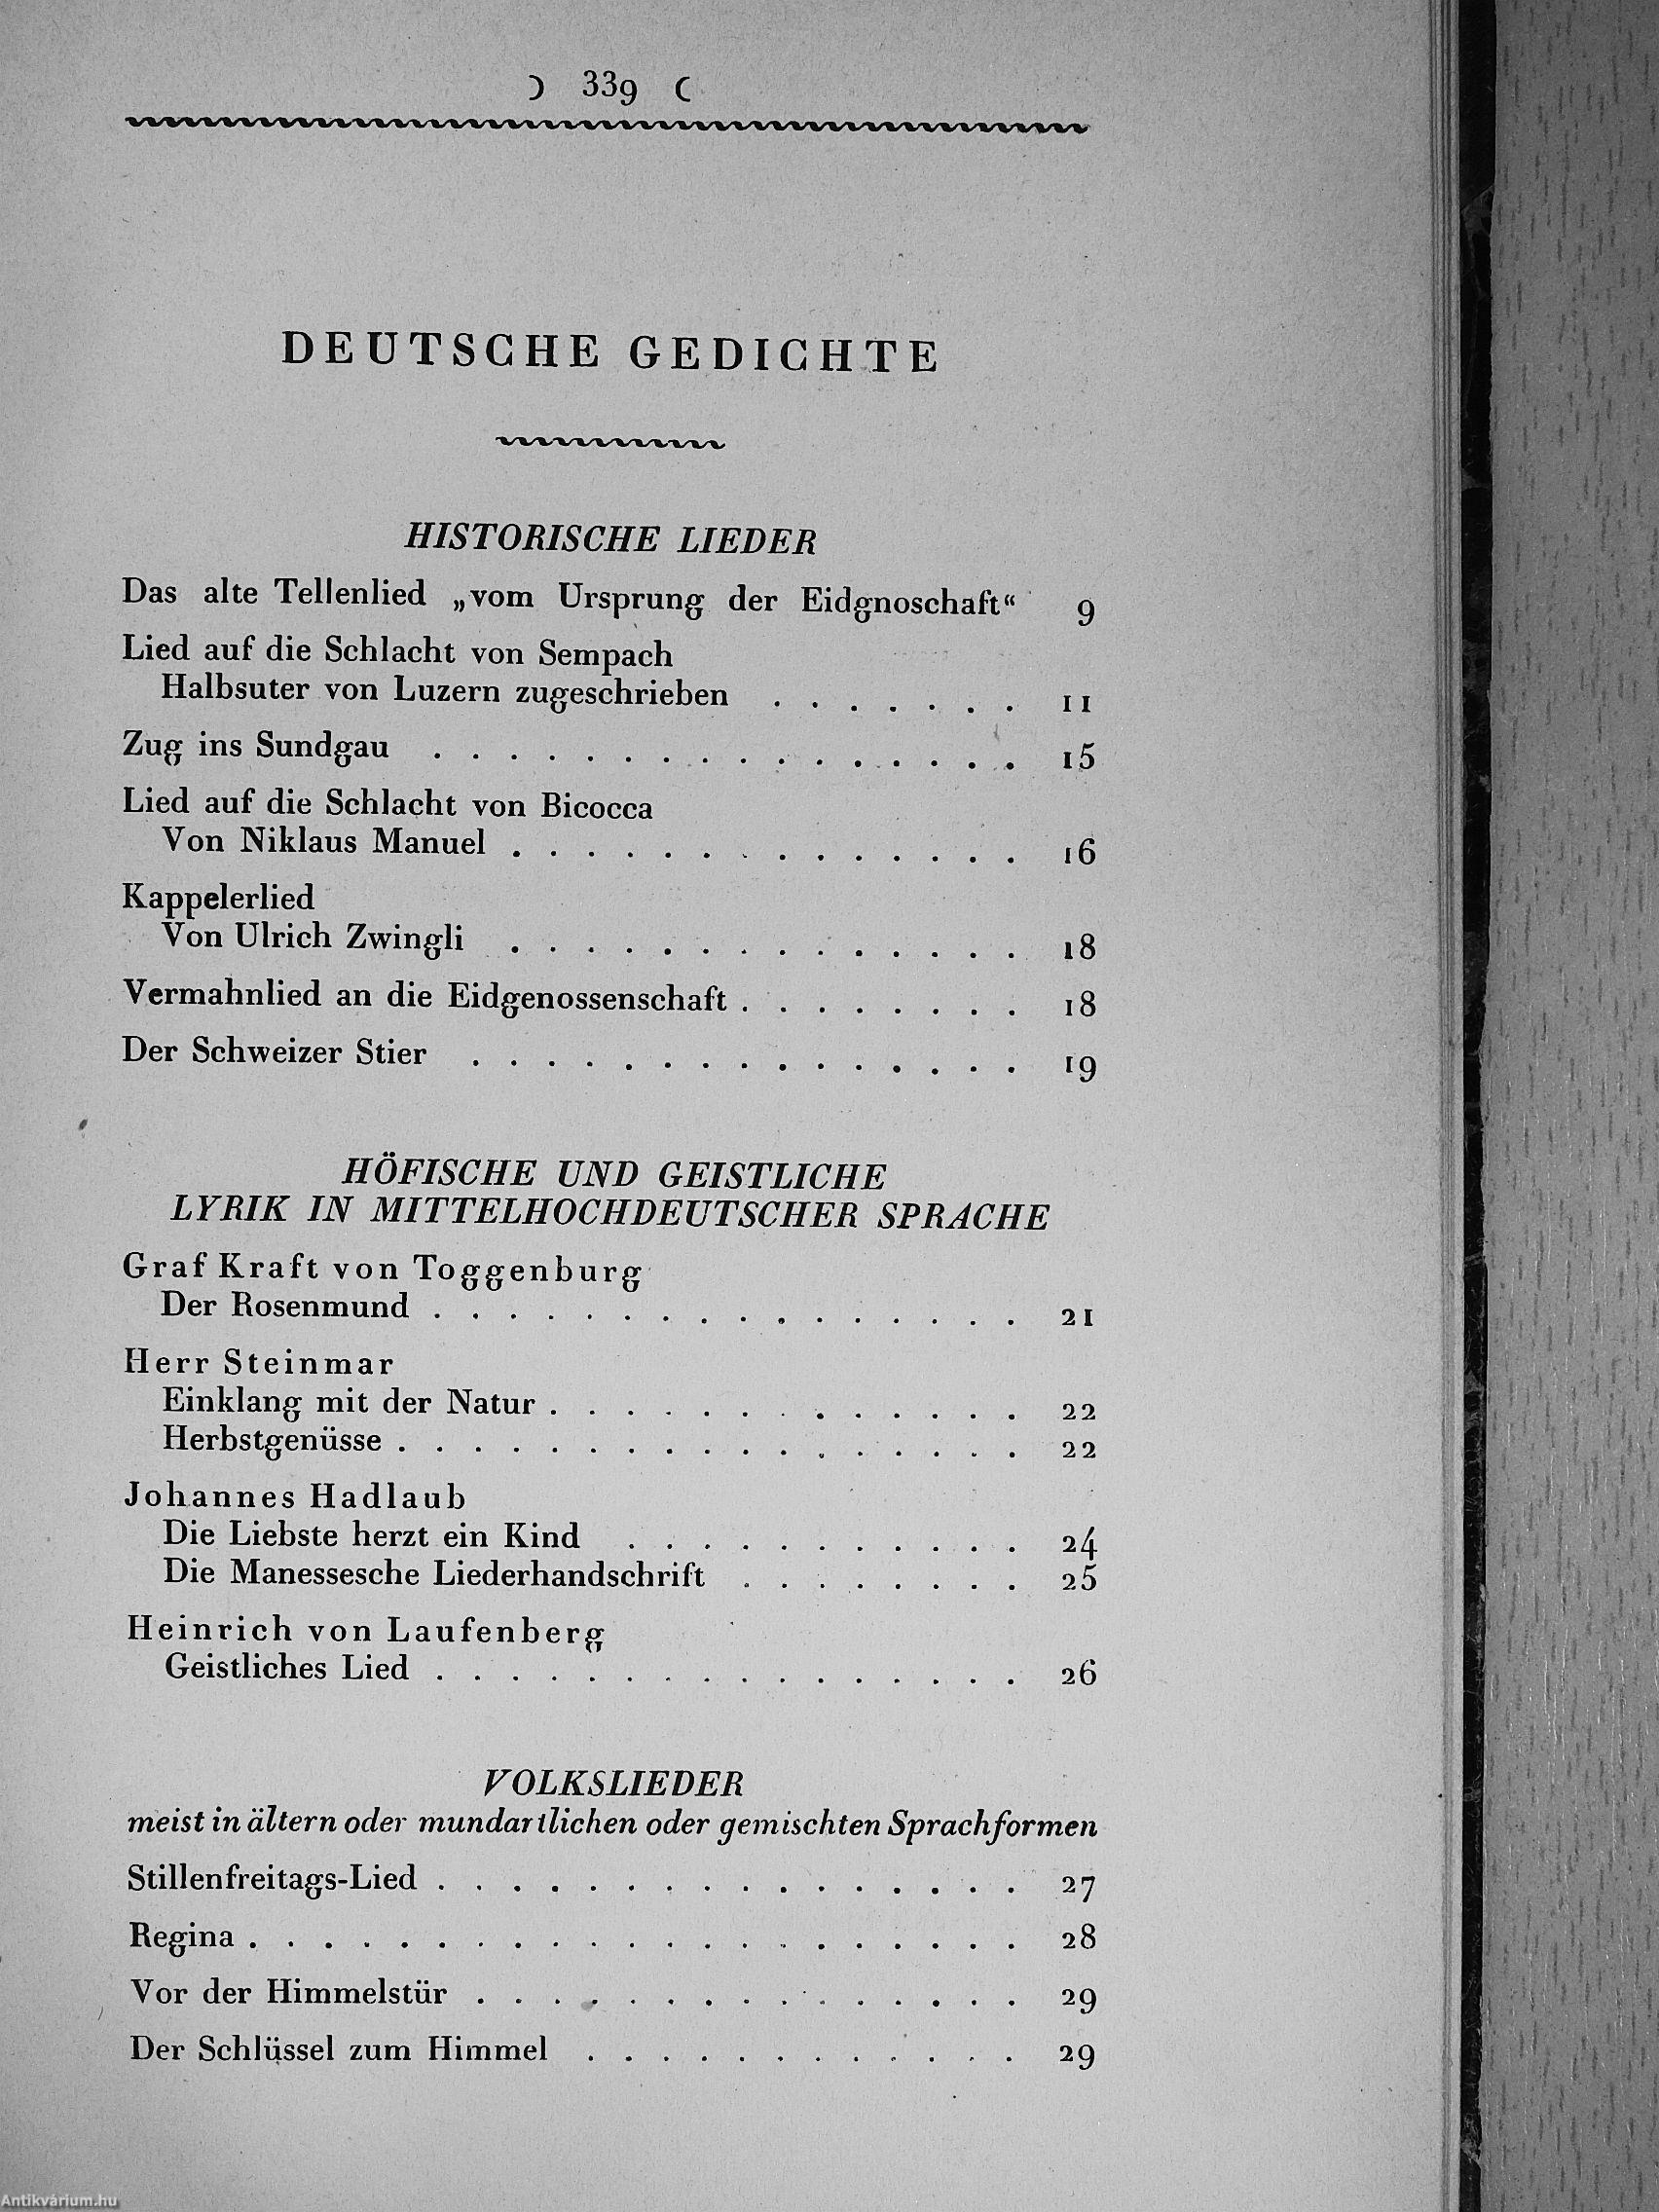 ) 339 (
DEUTSCHE GEDICHTE
HISTORISCHE LIEDER
Das alte Tellenlied „vom Ursprung der Eidgnoschaft“ 9
Lied auf die Schlacht von Sempach
Halbsuter von Luzern zugeschrieben . . . . . . . 11
Zug ins Sundgau . . . . . . . . . . . . . . . . 15
Lied auf die Schlacht von Bicocca
Von Niklaus Manuel . . . . . . . . . . . . . . 16
Kappelerlied
Von Ulrich Zwingli . . . . . . . . . . . . . . 18
Vermahnlied an die Eidgenossenschaft . . . . . . . . 18
Der Schweizer Stier . . . . . . . . . . . . . . . 19
HÖFISCHE UND GEISTLICHE
LYRIK IN MITTELHOCHDEUTSCHER SPRACHE
Graf Kraft von Toggenburg
Der Rosenmund . . . . . . . . . . . . . . . . 21
Herr Steinmar
Einklang mit der Natur . . . . . . . . . . . . . 22
Herbstgenüsse . . . . . . . . . . . . . . . . . 22
Johannes Hadlaub
Die Liebste herzt ein Kind . . . . . . . . . . . 24
Die Manessesche Liederhandschrift . . . . . . . . 25
Heinrich von Laufenberg
Geistliches Lied . . . . . . . . . . . . . . . . 26
VOLKSLIEDER
meist in ältern oder mundartlichen oder gemischten Sprachformen
Stillenfreitags-Lied . . . . . . . . . . . . . . . . 27
Regina . . . . . . . . . . . . . . . . . . . . . 28
Vor der Himmelstür . . . . . . . . . . . . . . . 29
Der Schlüssel zum Himmel . . . . . . . . . . . . 29
Antikvárium.hu